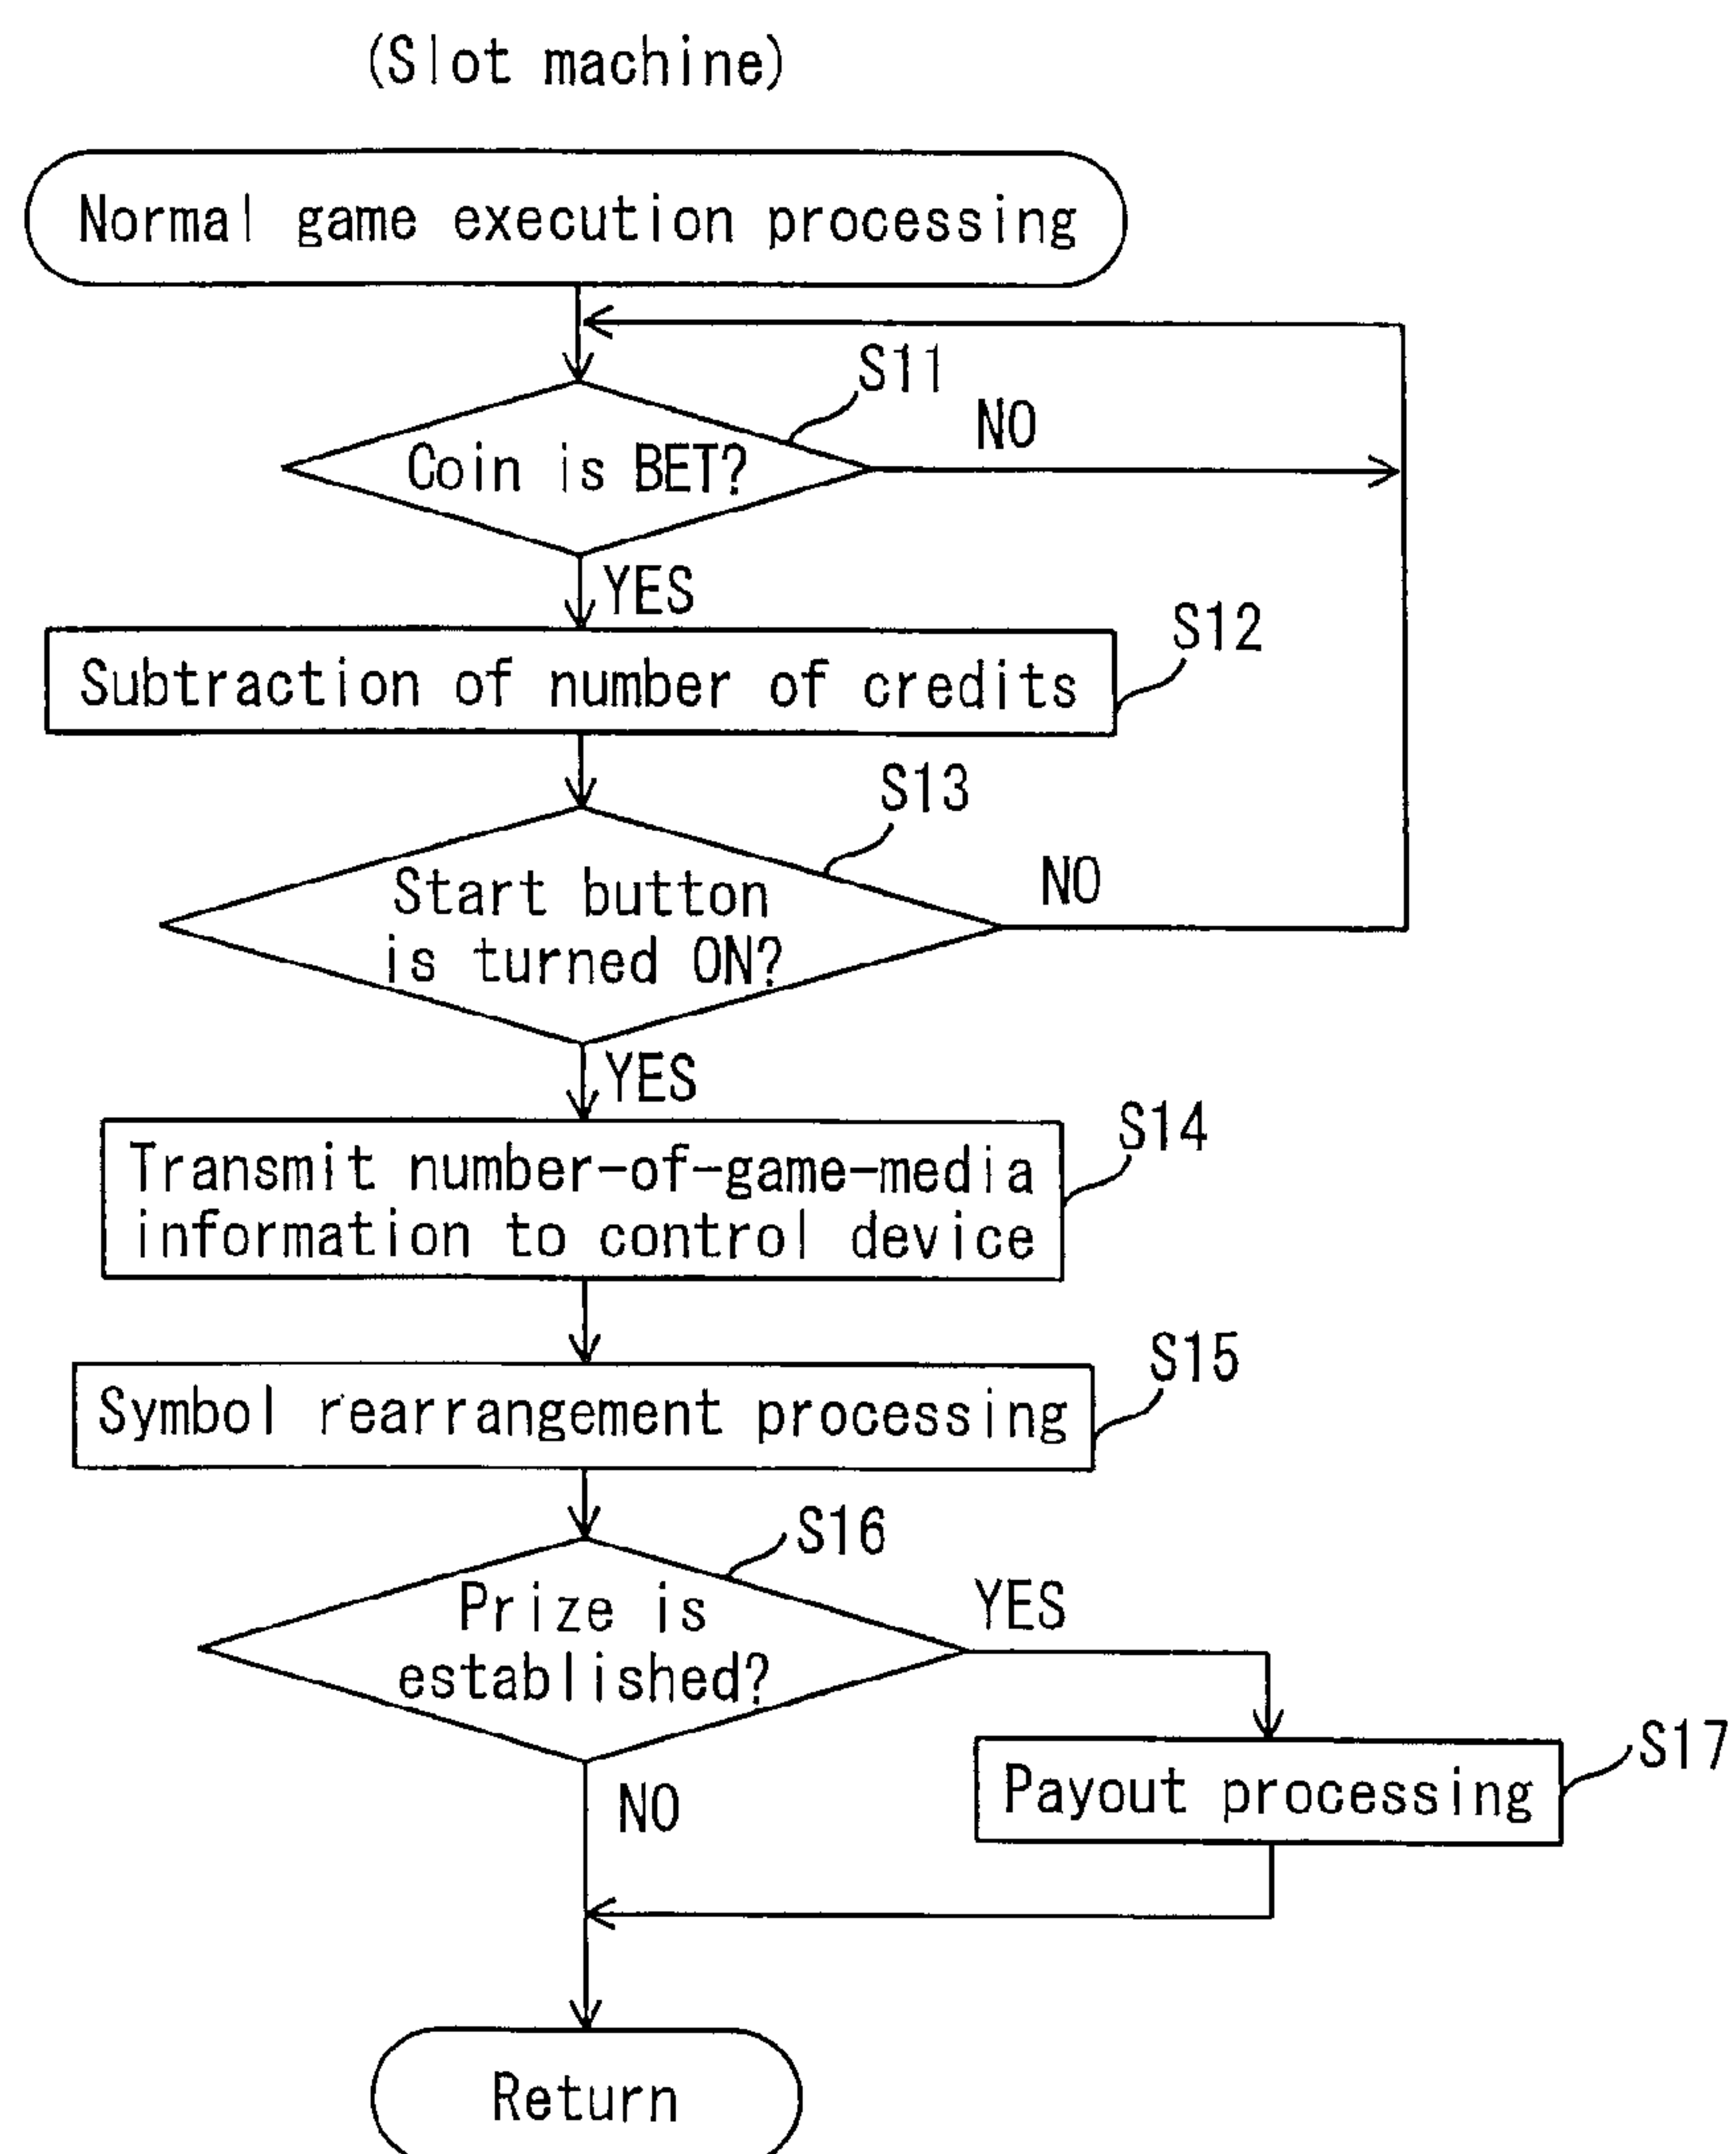 (Slot machine)
Normal game execution processing
S11
Coin is BET?
NO
YES
S12
Subtraction of number of credits
S13
Start button
is turned ON?
NO
YES
S14
Transmit number-of-game-media
information to control device
S15
Symbol rearrangement processing
S16
Prize is
established?
YES
NO
S17
Payout processing
Return